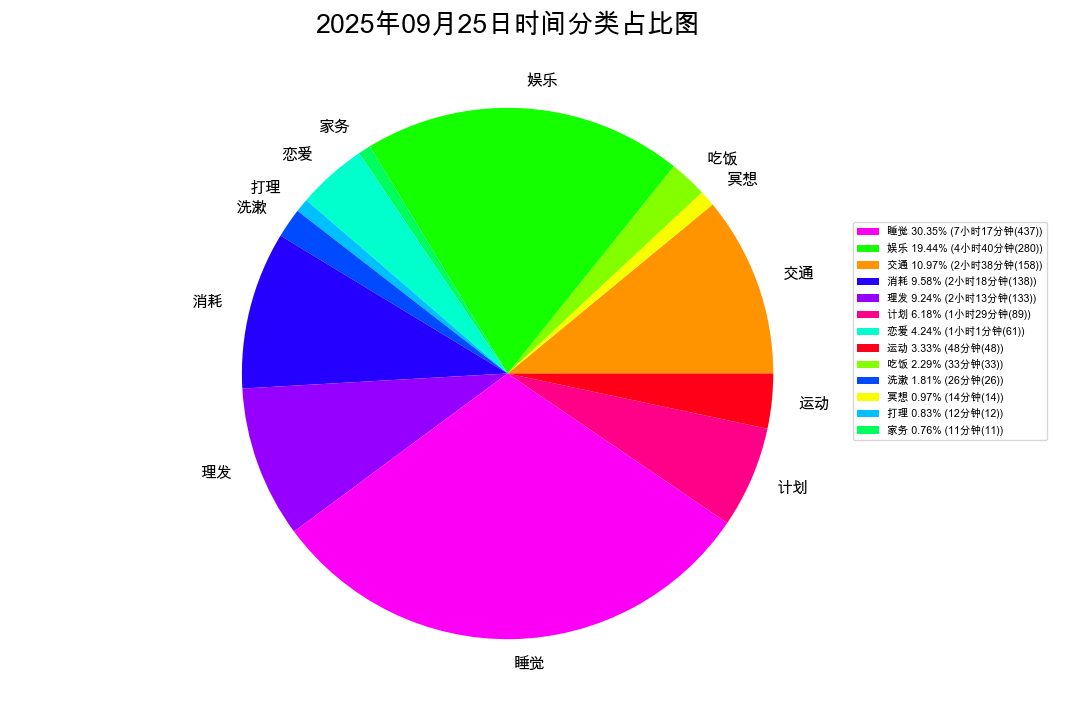 2025年09月25日时间分类占比图
娱乐
家务
恋爱
打理
洗漱
吃饭
冥想
交通
消耗
运动
理发
计划
睡觉
睡觉 30.35% (7小时17分钟(437))
娱乐 19.44% (4小时40分钟(280))
交通 10.97% (2小时38分钟(158))
消耗 9.58% (2小时18分钟(138))
理发 9.24% (2小时13分钟(133))
计划 6.18% (1小时29分钟(89))
恋爱 4.24% (1小时1分钟(61))
运动 3.33% (48分钟(48))
吃饭 2.29% (33分钟(33))
洗漱 1.81% (26分钟(26))
冥想 0.97% (14分钟(14))
打理 0.83% (12分钟(12))
家务 0.76% (11分钟(11))